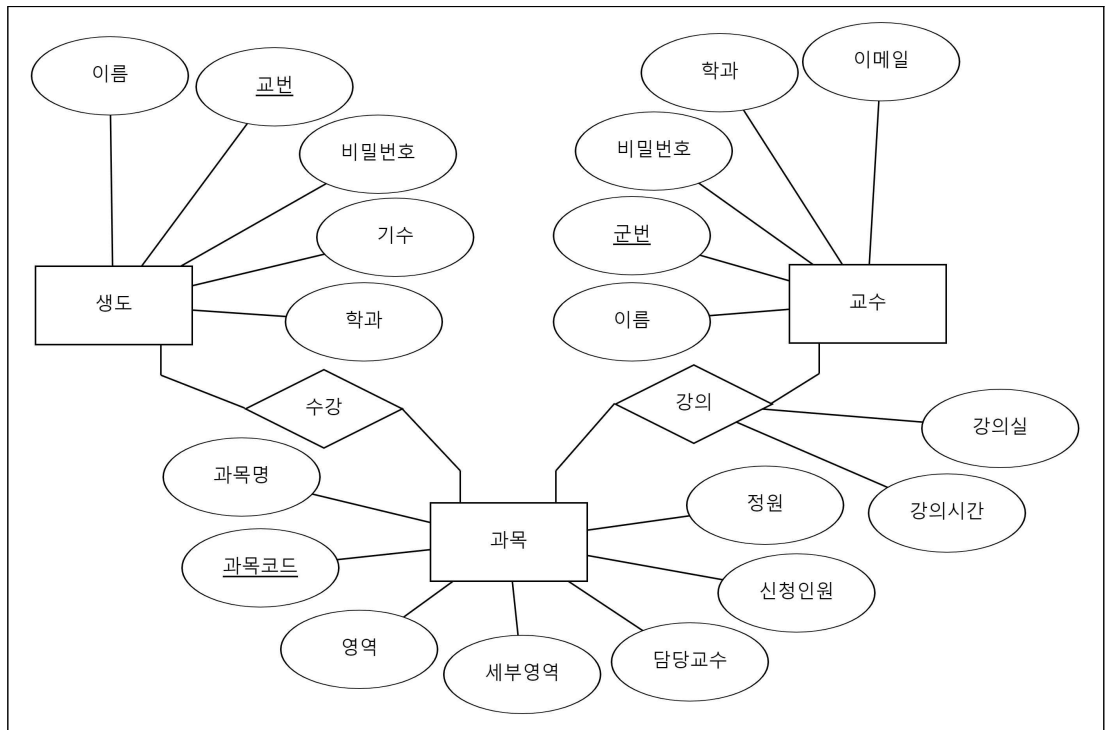 이름
교번
비밀번호
기수
학과
생도
학과
이메일
비밀번호
군번
이름
교수
수강
강의
강의실
강의시간
과목명
과목코드
영역
세부영역
담당교수
신청인원
정원
과목